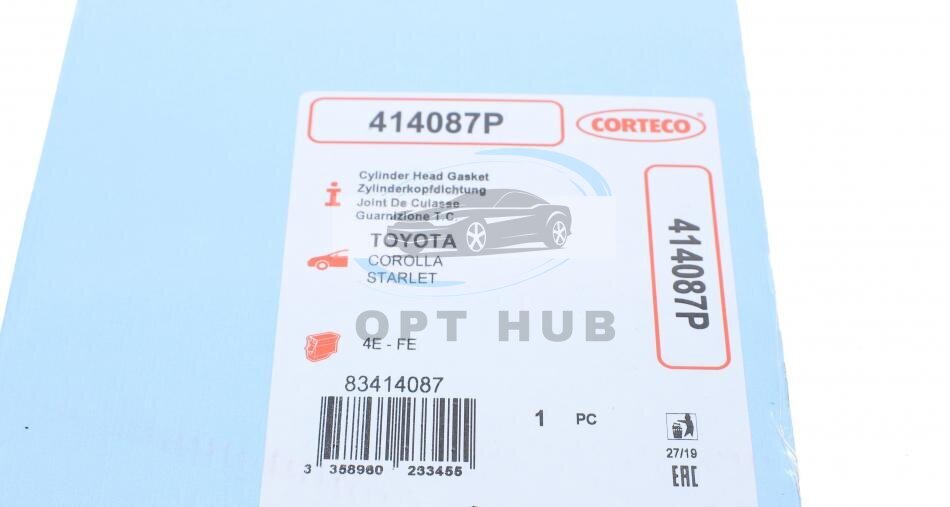 414087P
CORTECO
Cylinder Head Gasket
Zylinderkopfdichtung
Joint De Culasse
Guarnizione T.C
TOYOTA
COROLLA
STARLET
414087P
OPT HUB
4E - FE
83414087
1 PC
3 358960 233455
27/19
EAC